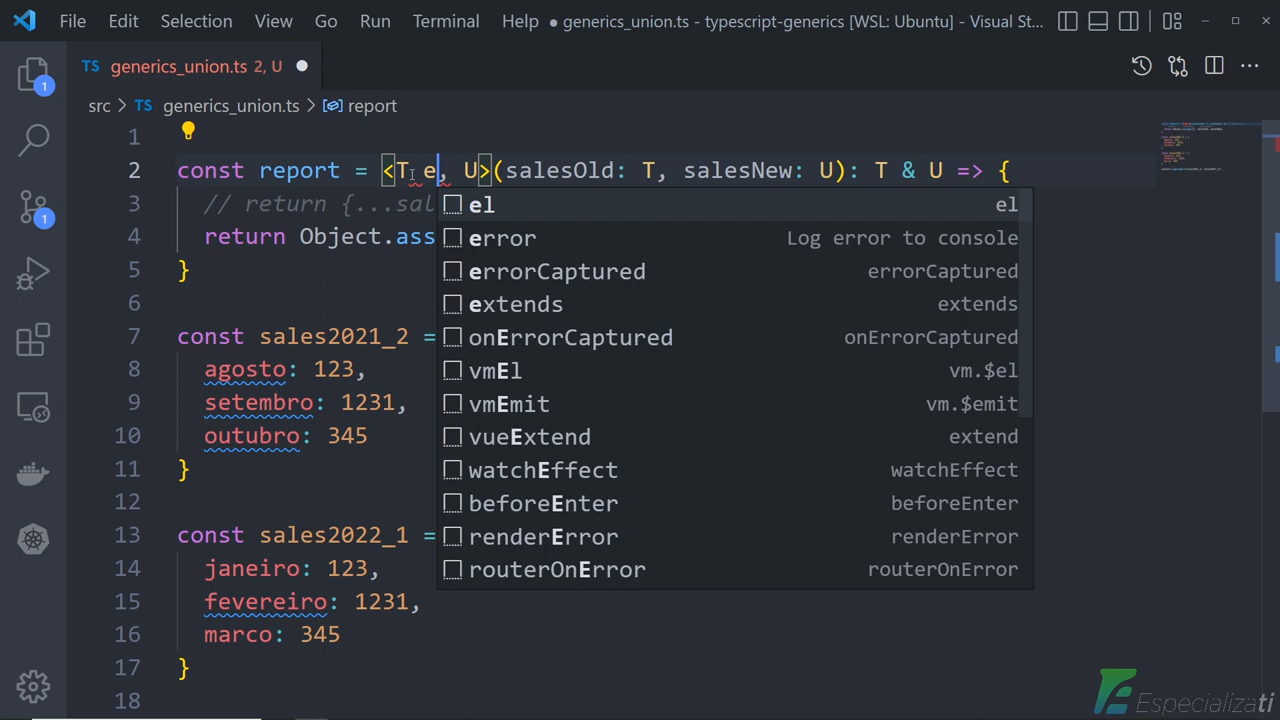 File Edit Selection View Go Run Terminal Help ● generics_union.ts - typescript-generics [WSL: Ubuntu] - Visual St...
TS generics_union.ts 2, U ●
src > TS generics_union.ts > report
1
2 const report = <T e, U>(salesOld: T, salesNew: U): T & U => {
3 // return {...sal
4 return Object.ass
5 }
6
7 const sales2021_2 =
8 agosto: 123,
9 setembro: 1231,
10 outubro: 345
11 }
12
13 const sales2022_1 =
14 janeiro: 123,
15 fevereiro: 1231,
16 marco: 345
17 }
18
el el
error Log error to console
errorCaptured errorCaptured
extends extends
onErrorCaptured onErrorCaptured
vmEl vm.$el
vmEmit vm.$emit
vueExtend extend
watchEffect watchEffect
beforeEnter beforeEnter
renderError renderError
routerOnError routerOnError
1
1
Especializati